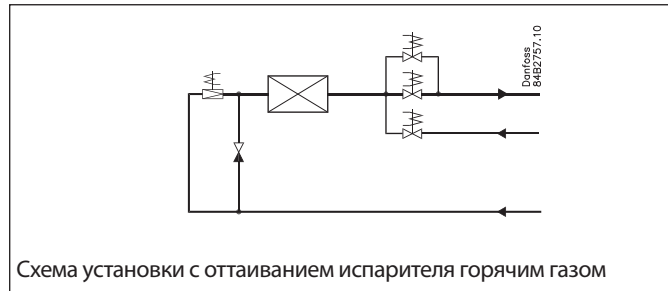 Danfoss
84B2757.10
Схема установки с оттаиванием испарителя горячим газом